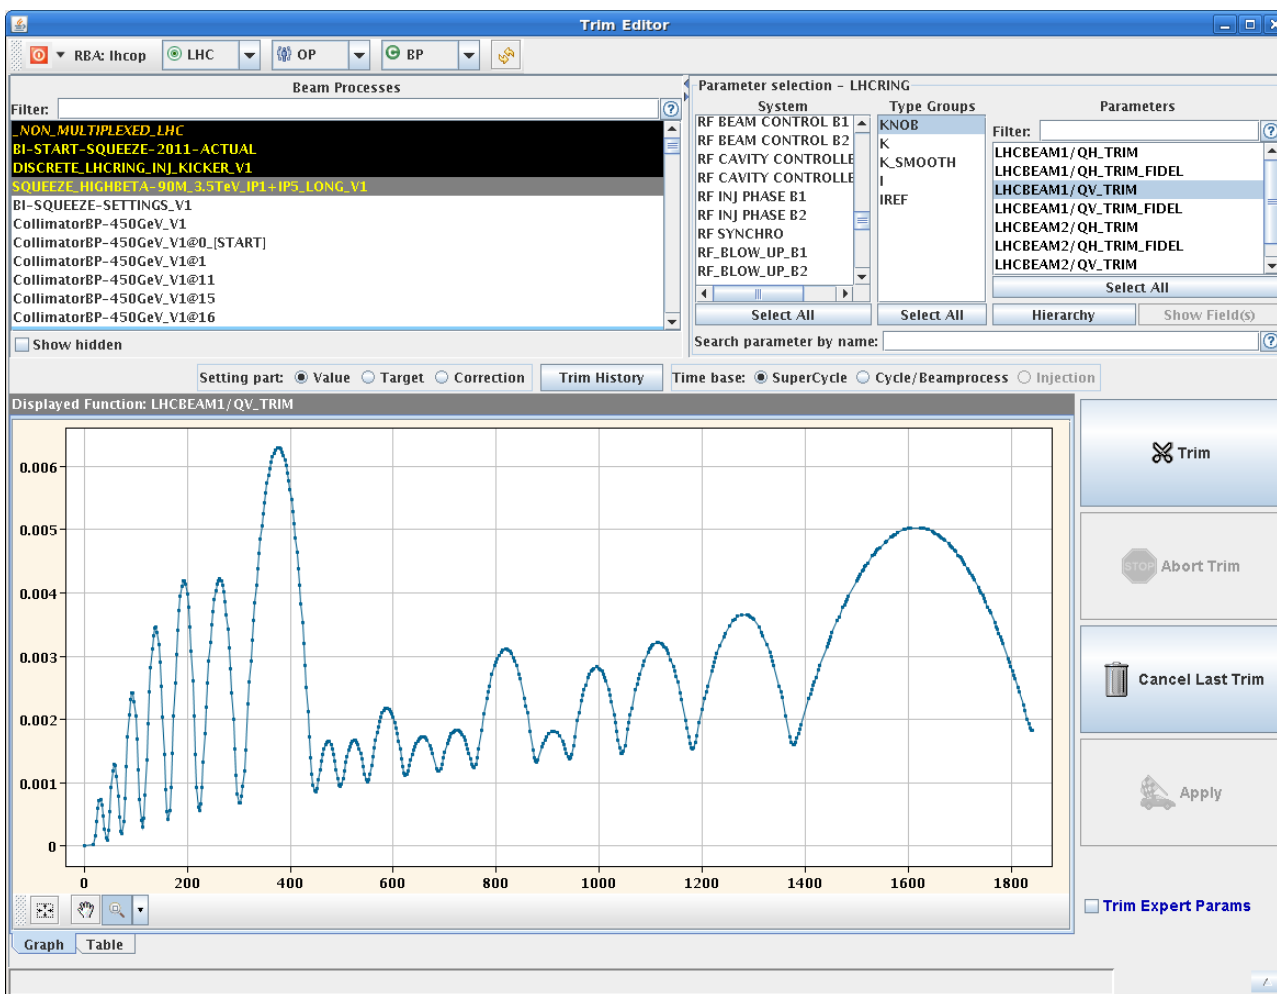 Trim Editor
RBA: lhcop LHC OP BP
Beam Processes
Filter:
_NON_MULTIPLEXED_LHC
BI-START-SQUEEZE-2011-ACTUAL
DISCRETE_LHCRING_INJ_KICKER_V1
SQUEEZE_HIGHBETA-90M_3.5TeV_IP1+IP5_LONG_V1
BI-SQUEEZE-SETTINGS_V1
CollimatorBP-450GeV_V1
CollimatorBP-450GeV_V1@0_[START]
CollimatorBP-450GeV_V1@1
CollimatorBP-450GeV_V1@11
CollimatorBP-450GeV_V1@15
CollimatorBP-450GeV_V1@16
Show hidden
Parameter selection - LHCRING
System
RF BEAM CONTROL B1
RF BEAM CONTROL B2
RF CAVITY CONTROLLE
RF CAVITY CONTROLLE
RF INJ PHASE B1
RF INJ PHASE B2
RF SYNCHRO
RF_BLOW_UP_B1
RF_BLOW_UP_B2
Select All
Type Groups
KNOB
K
K_SMOOTH
I
IREF
Select All
Parameters
Filter:
LHCBEAM1/QH_TRIM
LHCBEAM1/QH_TRIM_FIDEL
LHCBEAM1/QV_TRIM
LHCBEAM1/QV_TRIM_FIDEL
LHCBEAM2/QH_TRIM
LHCBEAM2/QH_TRIM_FIDEL
LHCBEAM2/QV_TRIM
Select All
Hierarchy Show Field(s)
Search parameter by name:
Setting part: Value Target Correction Trim History Time base: SuperCycle Cycle/Beamprocess Injection
Displayed Function: LHCBEAM1/QV_TRIM
0.006
0.005
0.004
0.003
0.002
0.001
0
0 200 400 600 800 1000 1200 1400 1600 1800
Trim
STOP Abort Trim
Cancel Last Trim
Apply
Trim Expert Params
Graph Table